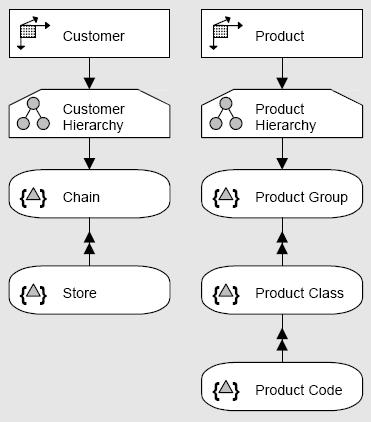 Customer
Customer
Hierarchy
Chain
Store
Product
Product
Hierarchy
Product Group
Product Class
Product Code